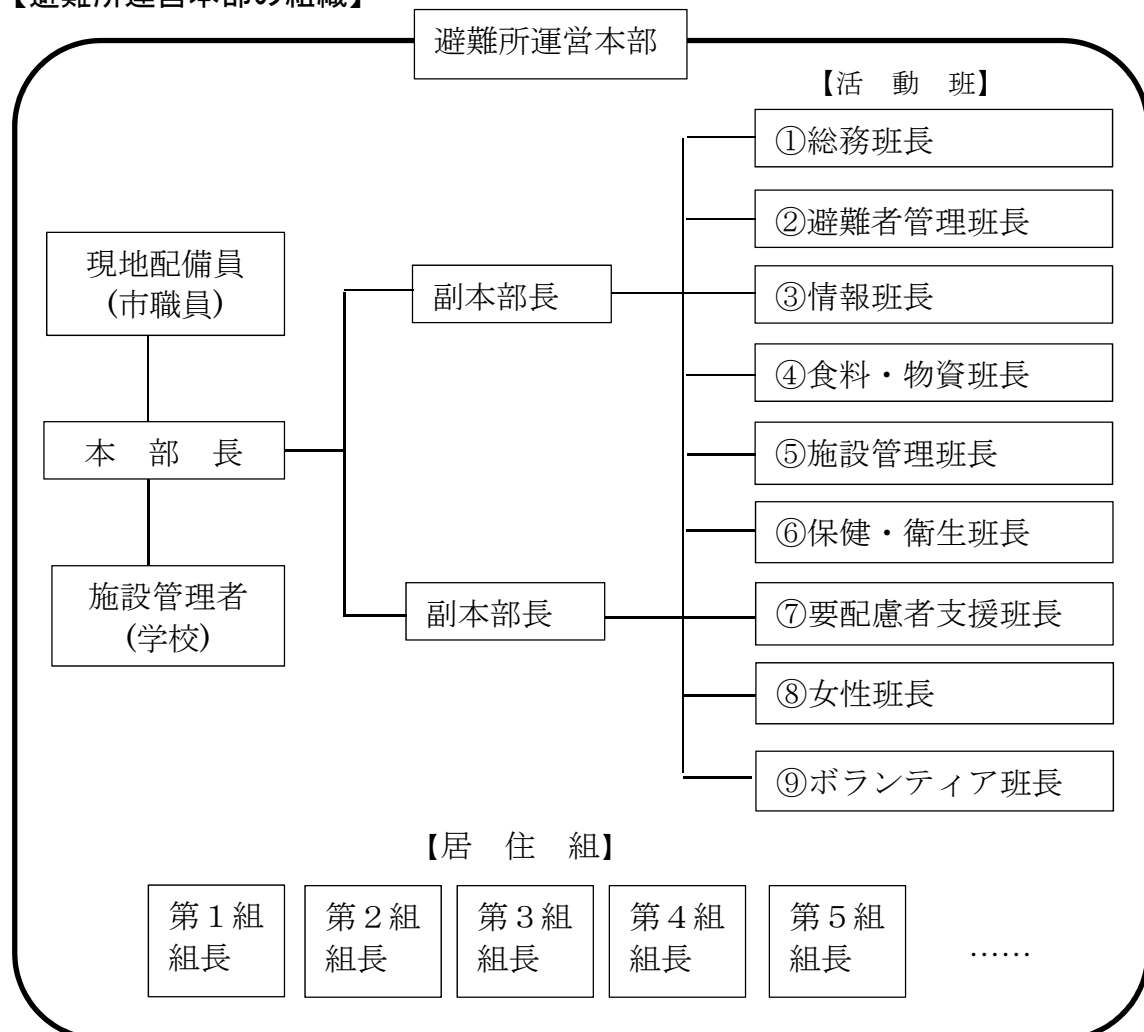 【避難所運営本部の組織】
避難所運営本部
【活　動　班】
①総務班長
②避難者管理班長
現地配備員
(市職員)
副本部長
③情報班長
④食料・物資班長
本　部　長
⑤施設管理班長
⑥保健・衛生班長
施設管理者
(学校)
副本部長
⑦要配慮者支援班長
⑧女性班長
⑨ボランティア班長
【居　住　組】
第１組
組長
第２組
組長
第３組
組長
第４組
組長
第５組
組長
……